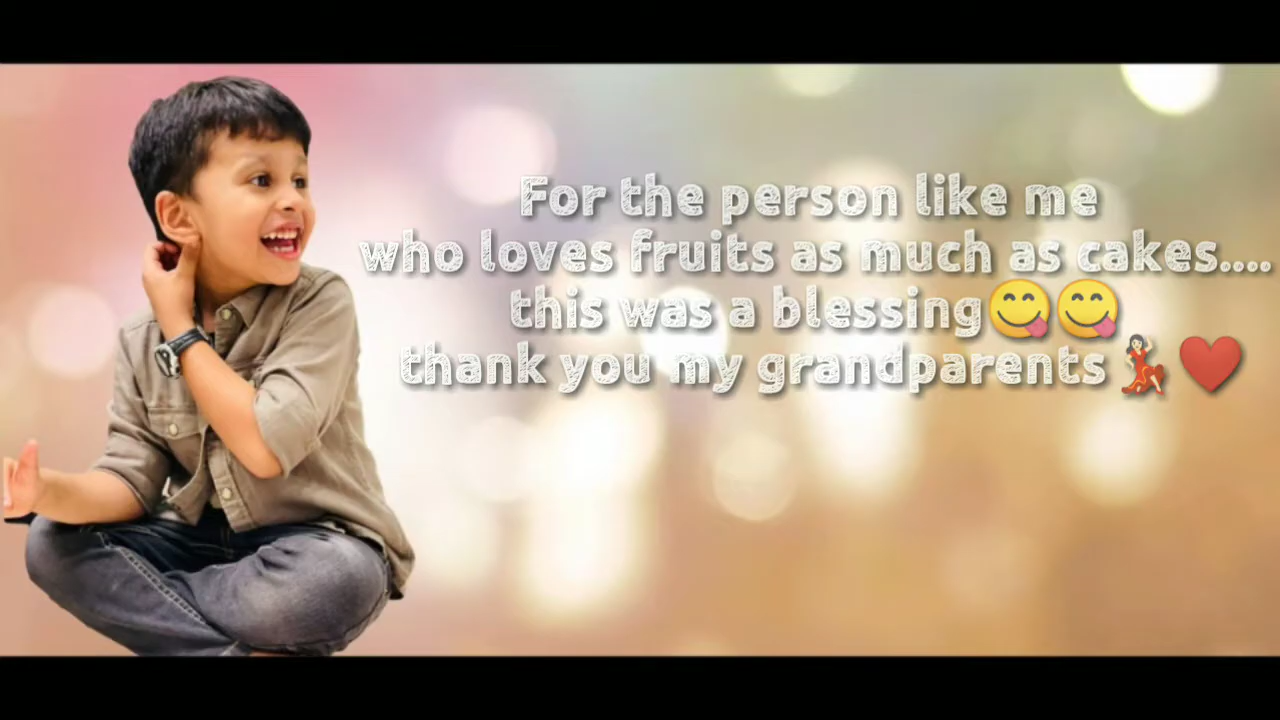 For the person like me
who loves fruits as much as cakes....
this was a blessing😋😋
thank you my grandparents💃🏻❤️